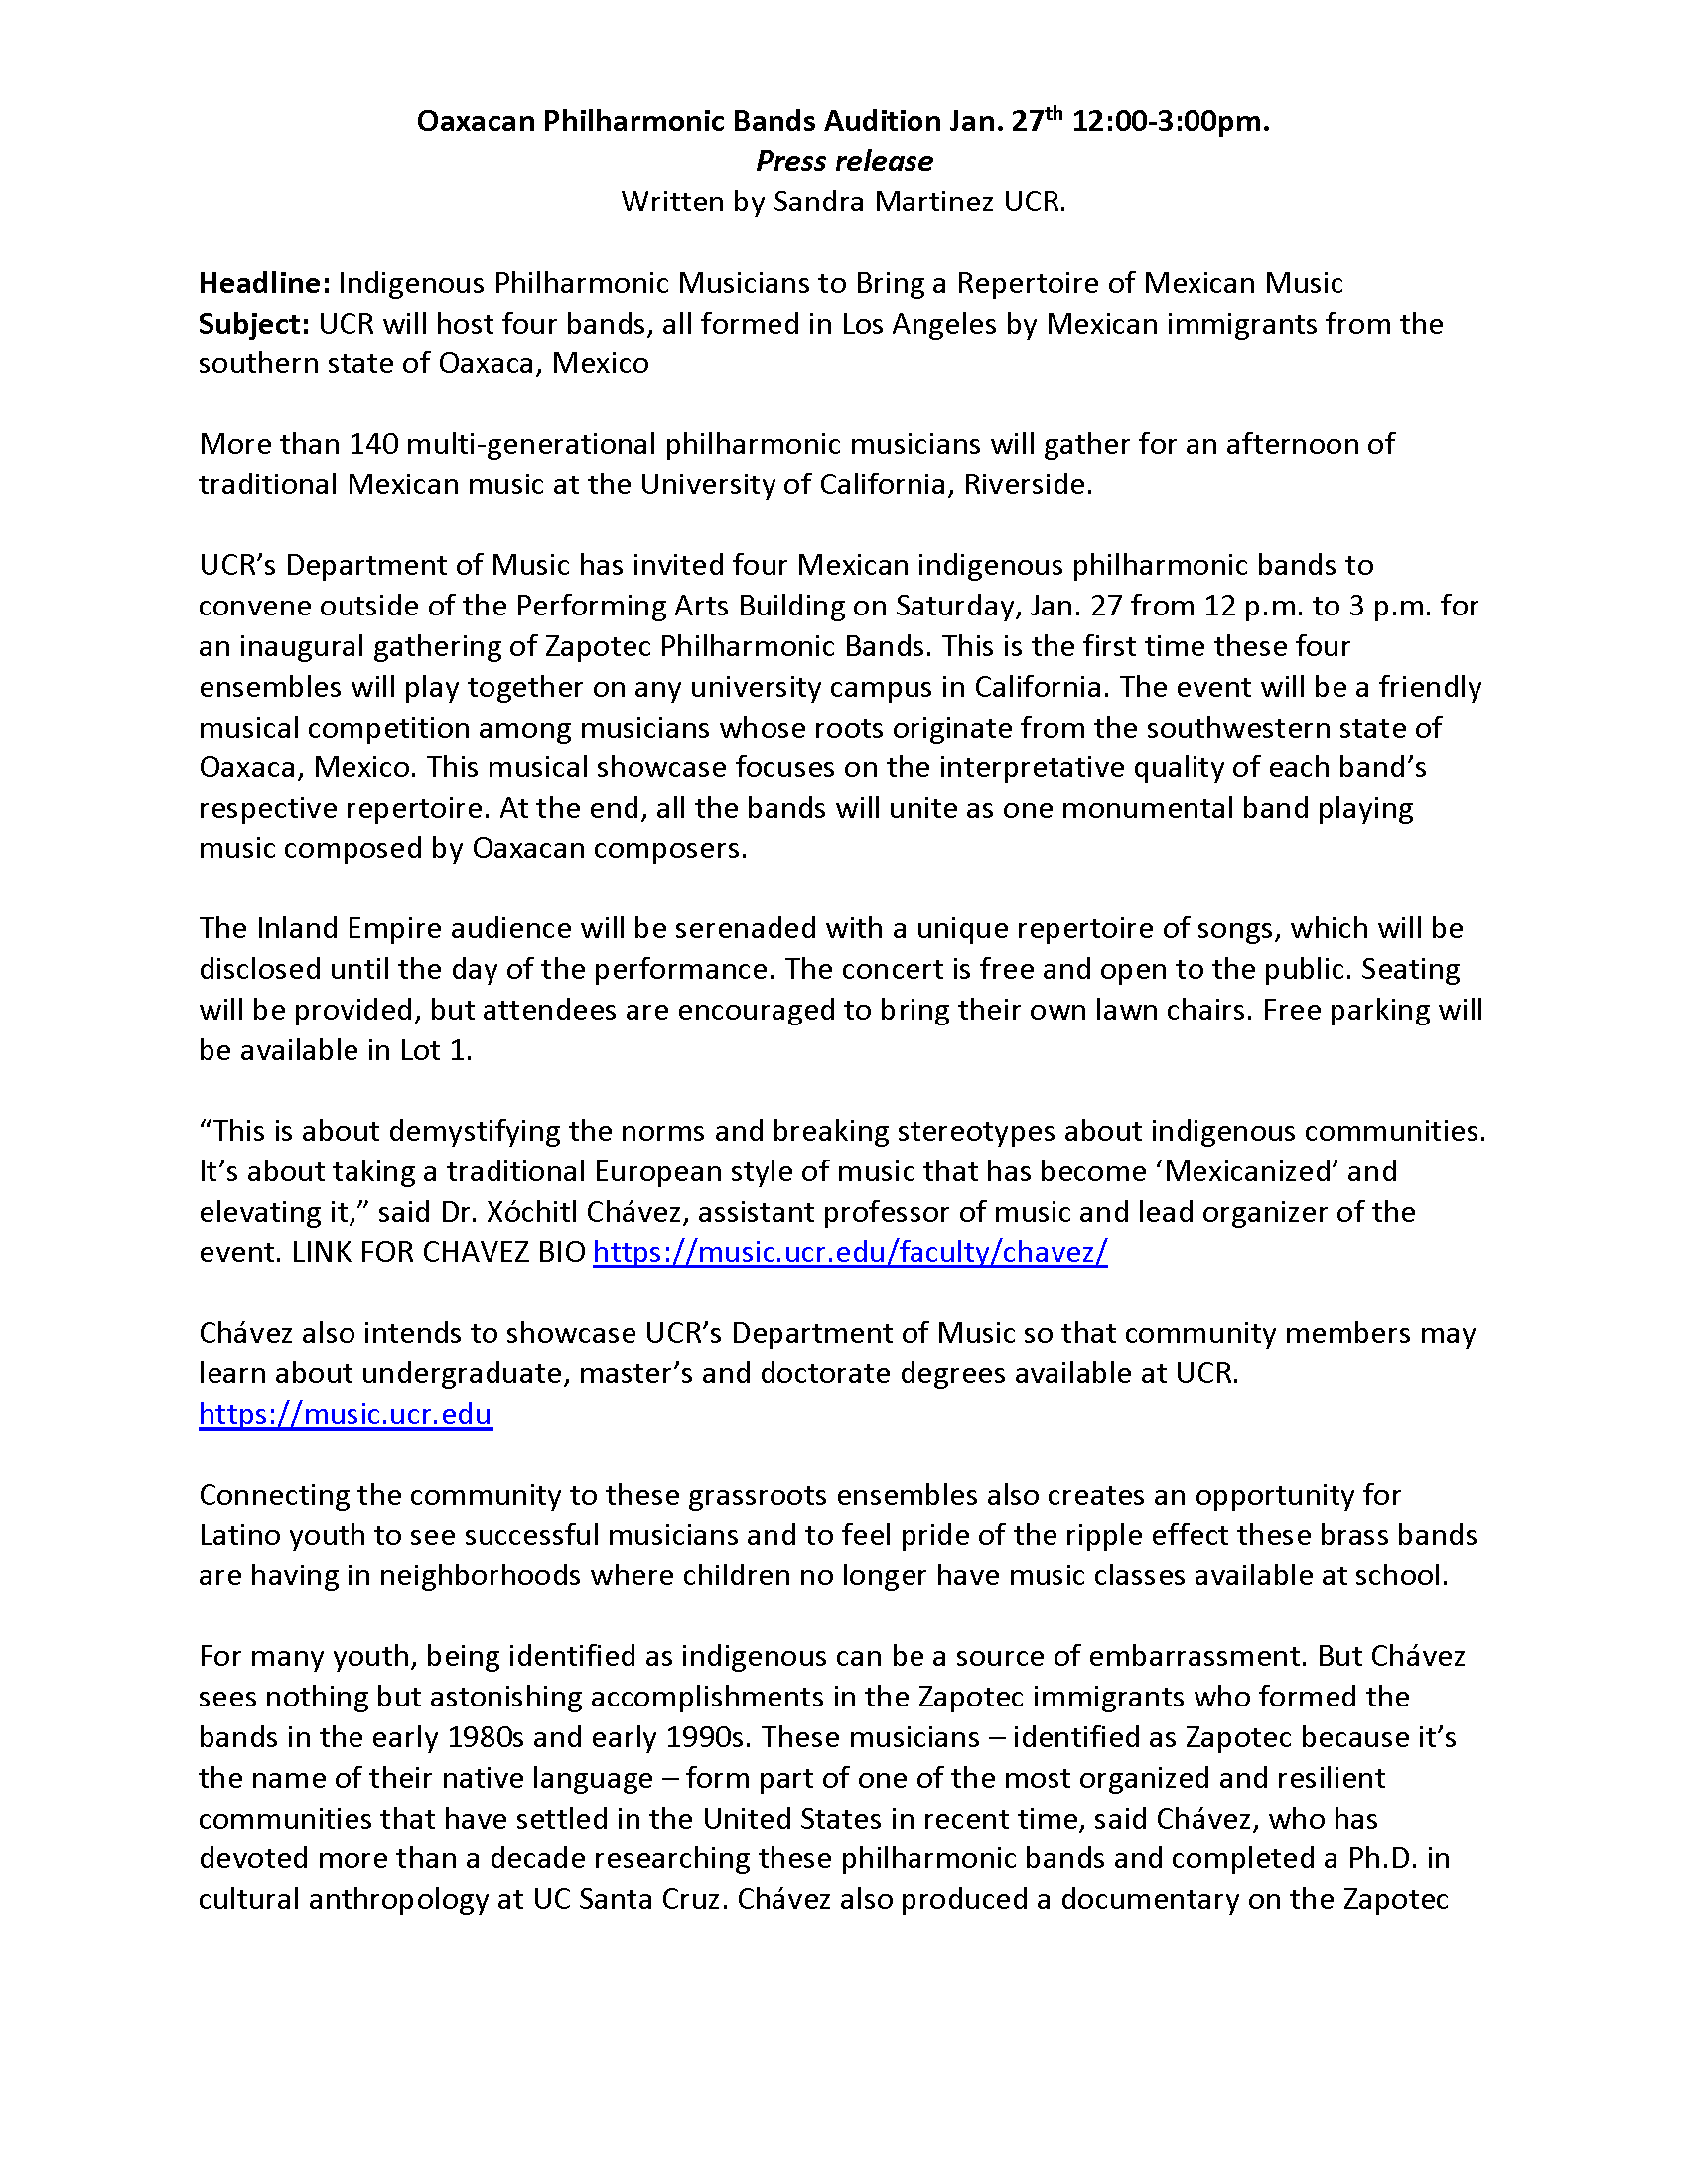 Oaxacan Philharmonic Bands Audition Jan. 27th 12:00-3:00pm.
Press release
Written by Sandra Martinez UCR.
Headline: Indigenous Philharmonic Musicians to Bring a Repertoire of Mexican Music
Subject: UCR will host four bands, all formed in Los Angeles by Mexican immigrants from the
southern state of Oaxaca, Mexico
More than 140 multi-generational philharmonic musicians will gather for an afternoon of
traditional Mexican music at the University of California, Riverside.
UCR’s Department of Music has invited four Mexican indigenous philharmonic bands to
convene outside of the Performing Arts Building on Saturday, Jan. 27 from 12 p.m. to 3 p.m. for
an inaugural gathering of Zapotec Philharmonic Bands. This is the first time these four
ensembles will play together on any university campus in California. The event will be a friendly
musical competition among musicians whose roots originate from the southwestern state of
Oaxaca, Mexico. This musical showcase focuses on the interpretative quality of each band’s
respective repertoire. At the end, all the bands will unite as one monumental band playing
music composed by Oaxacan composers.
The Inland Empire audience will be serenaded with a unique repertoire of songs, which will be
disclosed until the day of the performance. The concert is free and open to the public. Seating
will be provided, but attendees are encouraged to bring their own lawn chairs. Free parking will
be available in Lot 1.
“This is about demystifying the norms and breaking stereotypes about indigenous communities.
It’s about taking a traditional European style of music that has become ‘Mexicanized’ and
elevating it,” said Dr. Xóchitl Chávez, assistant professor of music and lead organizer of the
event. LINK FOR CHAVEZ BIO https://music.ucr.edu/faculty/chavez/
Chávez also intends to showcase UCR’s Department of Music so that community members may
learn about undergraduate, master’s and doctorate degrees available at UCR.
https://music.ucr.edu
Connecting the community to these grassroots ensembles also creates an opportunity for
Latino youth to see successful musicians and to feel pride of the ripple effect these brass bands
are having in neighborhoods where children no longer have music classes available at school.
For many youth, being identified as indigenous can be a source of embarrassment. But Chávez
sees nothing but astonishing accomplishments in the Zapotec immigrants who formed the
bands in the early 1980s and early 1990s. These musicians – identified as Zapotec because it’s
the name of their native language – form part of one of the most organized and resilient
communities that have settled in the United States in recent time, said Chávez, who has
devoted more than a decade researching these philharmonic bands and completed a Ph.D. in
cultural anthropology at UC Santa Cruz. Chávez also produced a documentary on the Zapotec